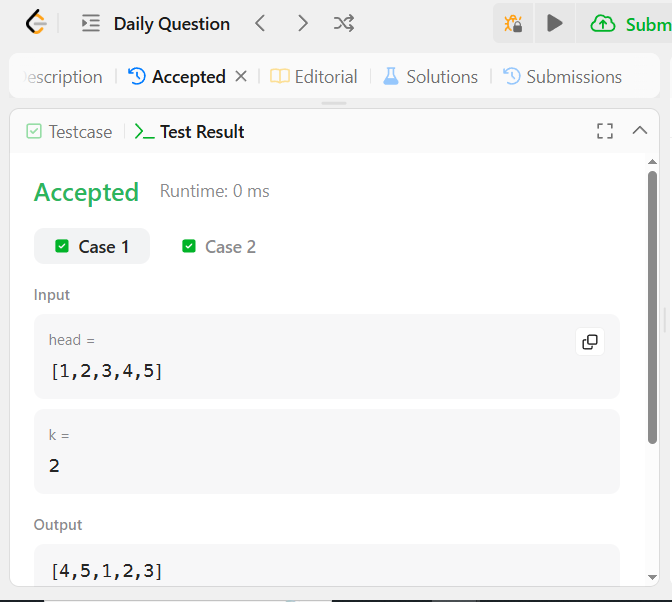 Daily Question Subm
escription Accepted Editorial Solutions Submissions
Testcase Test Result
Accepted Runtime: 0 ms
Case 1 Case 2
Input
head =
[1,2,3,4,5]
k =
2
Output
[4,5,1,2,3]